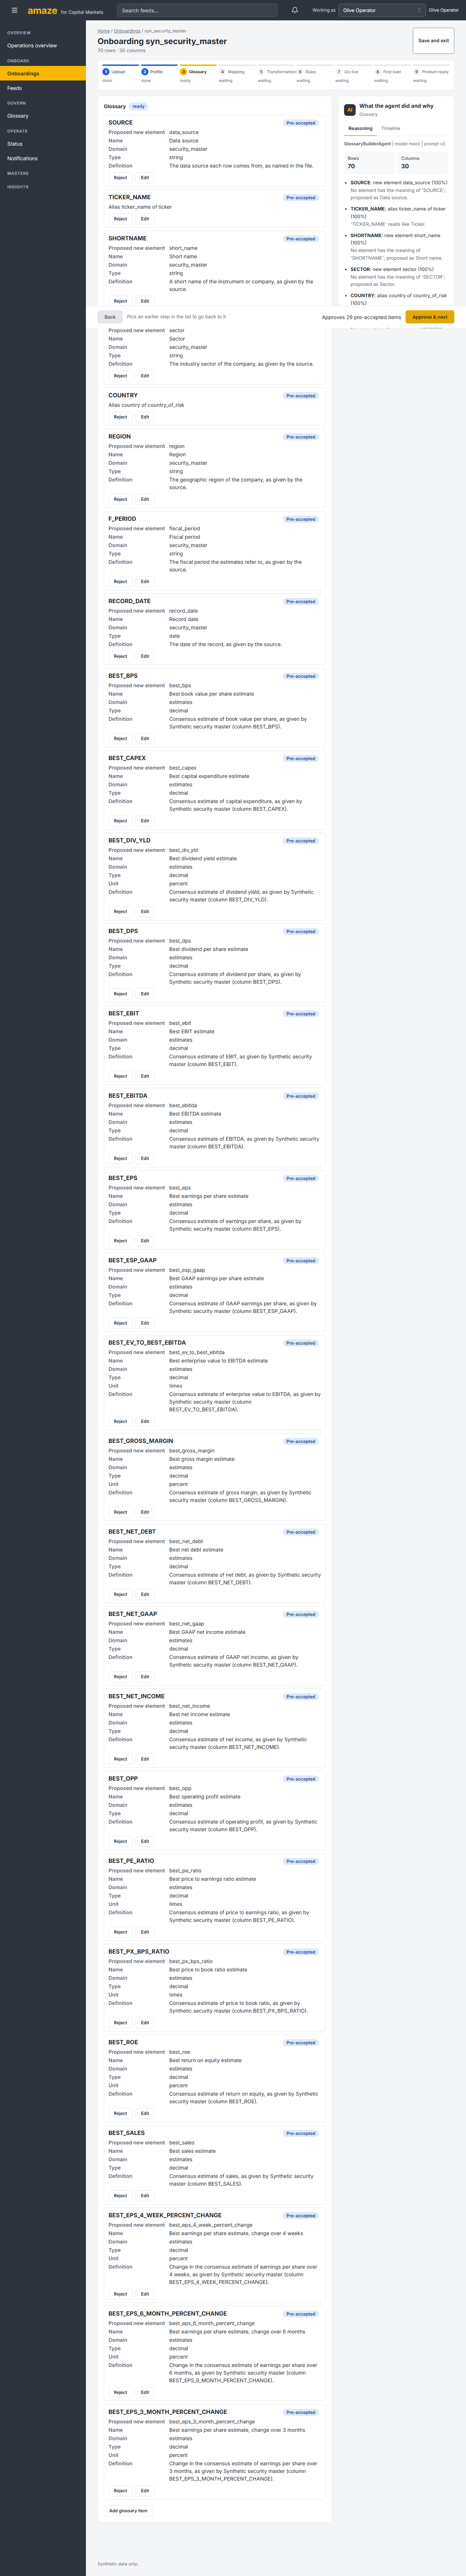 amaze for Capital Markets
Search feeds...
Working as
Olive Operator
Olive Operator
OVERVIEW
Operations overview
ONBOARD
Onboardings
Feeds
GOVERN
Glossary
OPERATE
Status
Notifications
MASTERS
INSIGHTS
Home / Onboardings / syn_security_master
Onboarding syn_security_master
70 rows · 30 columns
Save and exit
1 Upload
done
2 Profile
done
3 Glossary
ready
4 Mapping
waiting
5 Transformations
waiting
6 Rules
waiting
7 Go-live
waiting
8 First load
waiting
9 Product ready
waiting
Glossary ready
SOURCE Pre-accepted
Proposed new element data_source
Name Data source
Domain security_master
Type string
Definition The data source each row comes from, as named in the file.
Reject Edit
TICKER_NAME Pre-accepted
Alias ticker_name of ticker
Reject Edit
SHORTNAME Pre-accepted
Proposed new element short_name
Name Short name
Domain security_master
Type string
Definition A short name of the instrument or company, as given by the
source.
Reject Edit
What the agent did and why
Glossary
Reasoning Timeline
GlossaryBuilderAgent | model mock | prompt v3
Rows
70
Columns
30
SOURCE: new element data_source (100%)
No element has the meaning of 'SOURCE';
proposed as Data source.
TICKER_NAME: alias ticker_name of ticker
(100%)
'TICKER_NAME' reads like Ticker.
SHORTNAME: new element short_name
(100%)
No element has the meaning of
'SHORTNAME'; proposed as Short name.
SECTOR: new element sector (100%)
No element has the meaning of 'SECTOR';
proposed as Sector.
COUNTRY: alias country of country_of_risk
(100%)
Back
Pick an earlier step in the list to go back to it
Approves 29 pre-accepted items
Approve & next
Proposed new element sector
Name Sector
Domain security_master
Type string
Definition The industry sector of the company, as given by the source.
Reject Edit
COUNTRY Pre-accepted
Alias country of country_of_risk
Reject Edit
REGION Pre-accepted
Proposed new element region
Name Region
Domain security_master
Type string
Definition The geographic region of the company, as given by the
source.
Reject Edit
F_PERIOD Pre-accepted
Proposed new element fiscal_period
Name Fiscal period
Domain security_master
Type string
Definition The fiscal period the estimates refer to, as given by the
source.
Reject Edit
RECORD_DATE Pre-accepted
Proposed new element record_date
Name Record date
Domain security_master
Type date
Definition The date of the record, as given by the source.
Reject Edit
BEST_BPS Pre-accepted
Proposed new element best_bps
Name Best book value per share estimate
Domain estimates
Type decimal
Definition Consensus estimate of book value per share, as given by
Synthetic security master (column BEST_BPS).
Reject Edit
BEST_CAPEX Pre-accepted
Proposed new element best_capex
Name Best capital expenditure estimate
Domain estimates
Type decimal
Definition Consensus estimate of capital expenditure, as given by
Synthetic security master (column BEST_CAPEX).
Reject Edit
BEST_DIV_YLD Pre-accepted
Proposed new element best_div_yld
Name Best dividend yield estimate
Domain estimates
Type decimal
Unit percent
Definition Consensus estimate of dividend yield, as given by Synthetic
security master (column BEST_DIV_YLD).
Reject Edit
BEST_DPS Pre-accepted
Proposed new element best_dps
Name Best dividend per share estimate
Domain estimates
Type decimal
Definition Consensus estimate of dividend per share, as given by
Synthetic security master (column BEST_DPS).
Reject Edit
BEST_EBIT Pre-accepted
Proposed new element best_ebit
Name Best EBIT estimate
Domain estimates
Type decimal
Definition Consensus estimate of EBIT, as given by Synthetic security
master (column BEST_EBIT).
Reject Edit
BEST_EBITDA Pre-accepted
Proposed new element best_ebitda
Name Best EBITDA estimate
Domain estimates
Type decimal
Definition Consensus estimate of EBITDA, as given by Synthetic security
master (column BEST_EBITDA).
Reject Edit
BEST_EPS Pre-accepted
Proposed new element best_eps
Name Best earnings per share estimate
Domain estimates
Type decimal
Definition Consensus estimate of earnings per share, as given by
Synthetic security master (column BEST_EPS).
Reject Edit
BEST_ESP_GAAP Pre-accepted
Proposed new element best_esp_gaap
Name Best GAAP earnings per share estimate
Domain estimates
Type decimal
Definition Consensus estimate of GAAP earnings per share, as given by
Synthetic security master (column BEST_ESP_GAAP).
Reject Edit
BEST_EV_TO_BEST_EBITDA Pre-accepted
Proposed new element best_ev_to_best_ebitda
Name Best enterprise value to EBITDA estimate
Domain estimates
Type decimal
Unit times
Definition Consensus estimate of enterprise value to EBITDA, as given by
Synthetic security master (column
BEST_EV_TO_BEST_EBITDA).
Reject Edit
BEST_GROSS_MARGIN Pre-accepted
Proposed new element best_gross_margin
Name Best gross margin estimate
Domain estimates
Type decimal
Unit percent
Definition Consensus estimate of gross margin, as given by Synthetic
security master (column BEST_GROSS_MARGIN).
Reject Edit
BEST_NET_DEBT Pre-accepted
Proposed new element best_net_debt
Name Best net debt estimate
Domain estimates
Type decimal
Definition Consensus estimate of net debt, as given by Synthetic security
master (column BEST_NET_DEBT).
Reject Edit
BEST_NET_GAAP Pre-accepted
Proposed new element best_net_gaap
Name Best GAAP net income estimate
Domain estimates
Type decimal
Definition Consensus estimate of GAAP net income, as given by
Synthetic security master (column BEST_NET_GAAP).
Reject Edit
BEST_NET_INCOME Pre-accepted
Proposed new element best_net_income
Name Best net income estimate
Domain estimates
Type decimal
Definition Consensus estimate of net income, as given by Synthetic
security master (column BEST_NET_INCOME).
Reject Edit
BEST_OPP Pre-accepted
Proposed new element best_opp
Name Best operating profit estimate
Domain estimates
Type decimal
Definition Consensus estimate of operating profit, as given by Synthetic
security master (column BEST_OPP).
Reject Edit
BEST_PE_RATIO Pre-accepted
Proposed new element best_pe_ratio
Name Best price to earnings ratio estimate
Domain estimates
Type decimal
Unit times
Definition Consensus estimate of price to earnings ratio, as given by
Synthetic security master (column BEST_PE_RATIO).
Reject Edit
BEST_PX_BPS_RATIO Pre-accepted
Proposed new element best_px_bps_ratio
Name Best price to book ratio estimate
Domain estimates
Type decimal
Unit times
Definition Consensus estimate of price to book ratio, as given by
Synthetic security master (column BEST_PX_BPS_RATIO).
Reject Edit
BEST_ROE Pre-accepted
Proposed new element best_roe
Name Best return on equity estimate
Domain estimates
Type decimal
Unit percent
Definition Consensus estimate of return on equity, as given by Synthetic
security master (column BEST_ROE).
Reject Edit
BEST_SALES Pre-accepted
Proposed new element best_sales
Name Best sales estimate
Domain estimates
Type decimal
Definition Consensus estimate of sales, as given by Synthetic security
master (column BEST_SALES).
Reject Edit
BEST_EPS_4_WEEK_PERCENT_CHANGE Pre-accepted
Proposed new element best_eps_4_week_percent_change
Name Best earnings per share estimate, change over 4 weeks
Domain estimates
Type decimal
Unit percent
Definition Change in the consensus estimate of earnings per share over
4 weeks, as given by Synthetic security master (column
BEST_EPS_4_WEEK_PERCENT_CHANGE).
Reject Edit
BEST_EPS_6_MONTH_PERCENT_CHANGE Pre-accepted
Proposed new element best_eps_6_month_percent_change
Name Best earnings per share estimate, change over 6 months
Domain estimates
Type decimal
Unit percent
Definition Change in the consensus estimate of earnings per share over
6 months, as given by Synthetic security master (column
BEST_EPS_6_MONTH_PERCENT_CHANGE).
Reject Edit
BEST_EPS_3_MONTH_PERCENT_CHANGE Pre-accepted
Proposed new element best_eps_3_month_percent_change
Name Best earnings per share estimate, change over 3 months
Domain estimates
Type decimal
Unit percent
Definition Change in the consensus estimate of earnings per share over
3 months, as given by Synthetic security master (column
BEST_EPS_3_MONTH_PERCENT_CHANGE).
Reject Edit
Add glossary item
Synthetic data only.